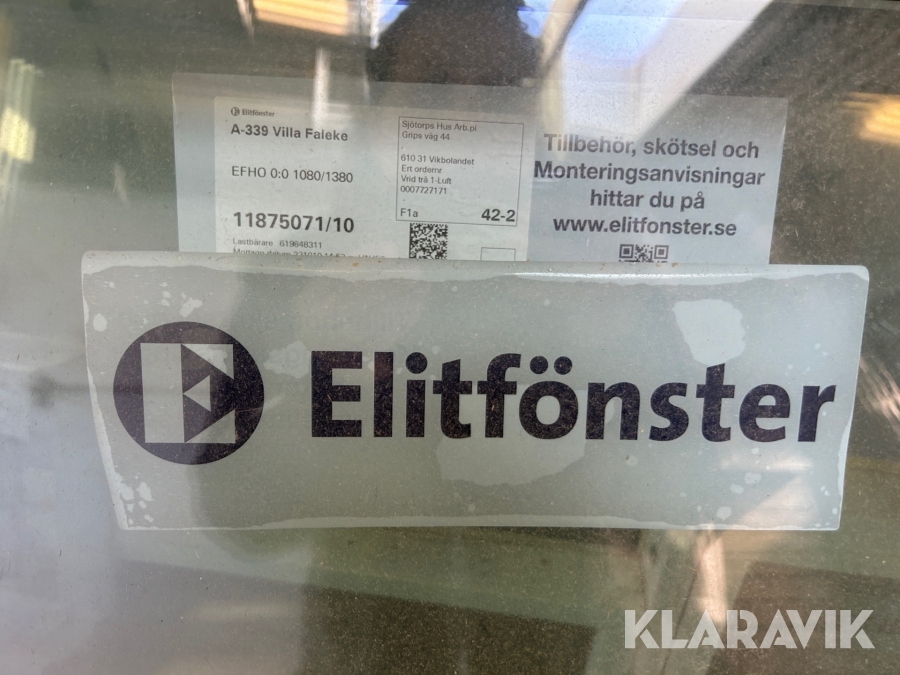 Elitfönster
A-339 Villa Faleke
EFHO 0:0 1080/1380
11875071/10
Lastbärare 619848311
Sjötorps Hus Arb.pl
Grips väg 44
610 31 Vikbolandet
Ert ordernr
Vrid trä 1-Luft
0007727171
F1a 42-2
Tillbehör, skötsel och
Monteringsanvisningar
hittar du på
www.elitfonster.se
Elitfönster
KLARAVIK